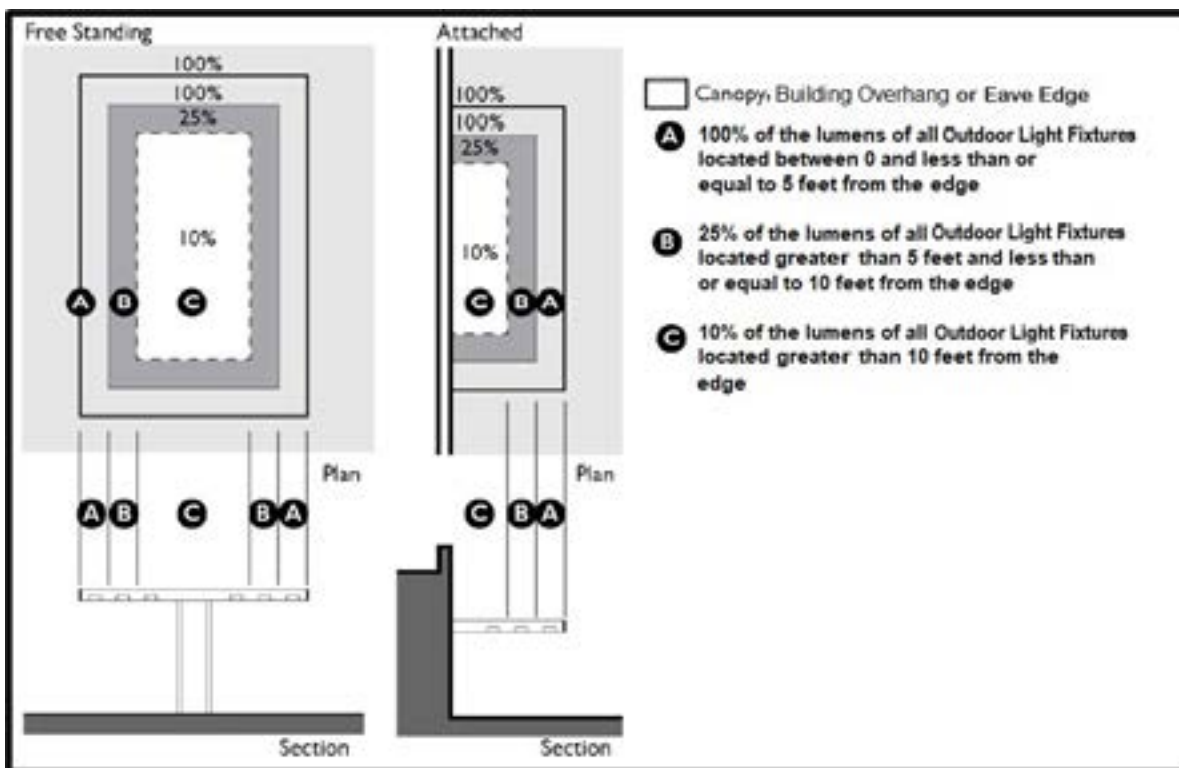 Free Standing
100%
100%
25%
10%
A B C
Plan
A B C B A
Section
Attached
100%
100%
25%
10%
C B A
Plan
C B A
Section
Canopy, Building Overhang or Eave Edge
A 100% of the lumens of all Outdoor Light Fixtures
located between 0 and less than or
equal to 5 feet from the edge
B 25% of the lumens of all Outdoor Light Fixtures
located greater than 5 feet and less than
or equal to 10 feet from the edge
C 10% of the lumens of all Outdoor Light Fixtures
located greater than 10 feet from the
edge